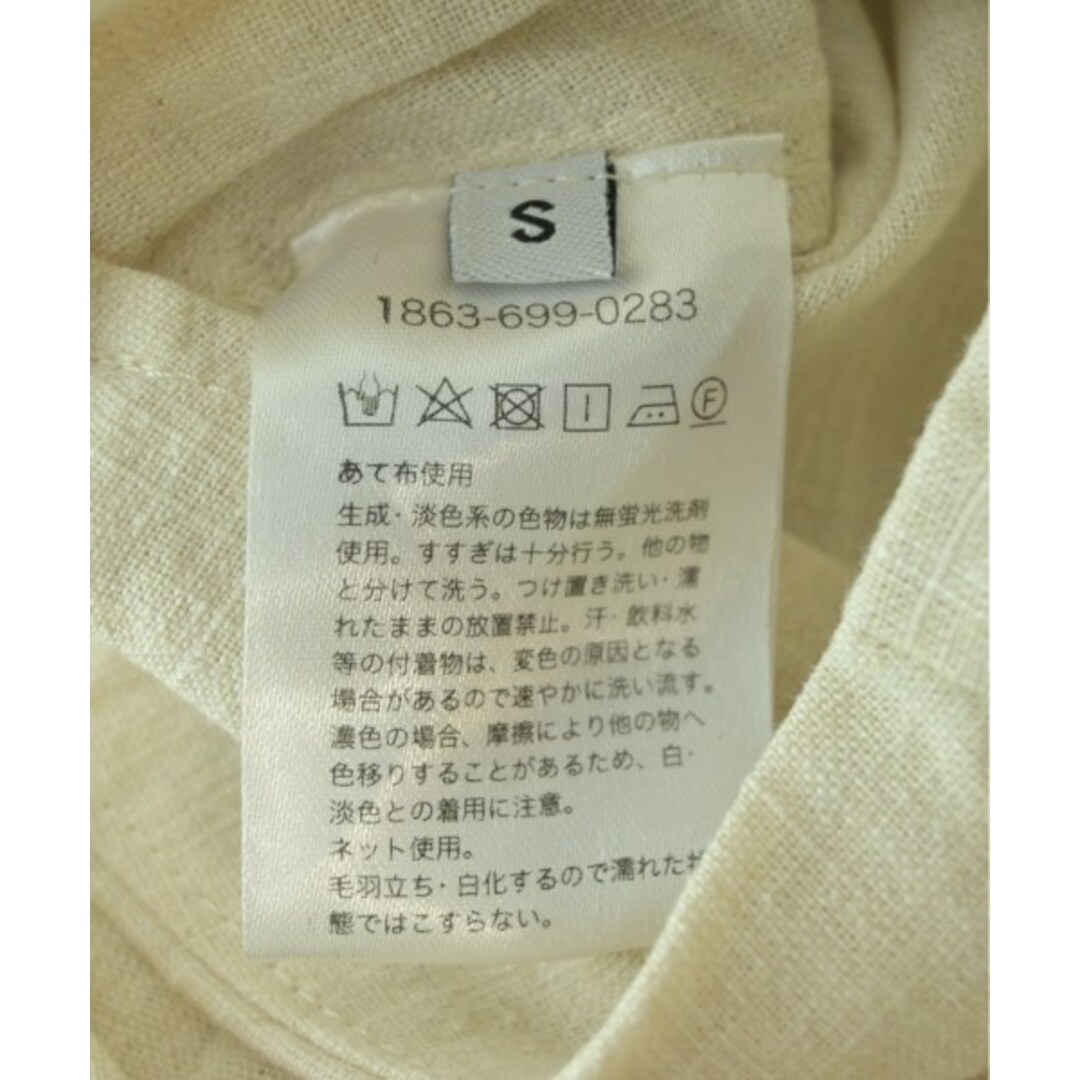 S
1863-699-0283
F
あて布使用
生成・淡色系の色物は無蛍光洗剤
使用。すすぎは十分行う。他の物
と分けて洗う。つけ置き洗い・濡
れたままの放置禁止。汗・飲料水
等の付着物は、変色の原因となる
場合があるので速やかに洗い流す。
濃色の場合、摩擦により他の物へ
色移りすることがあるため、白・
淡色との着用に注意。
ネット使用。
毛羽立ち・白化するので濡れた状
態ではこすらない。